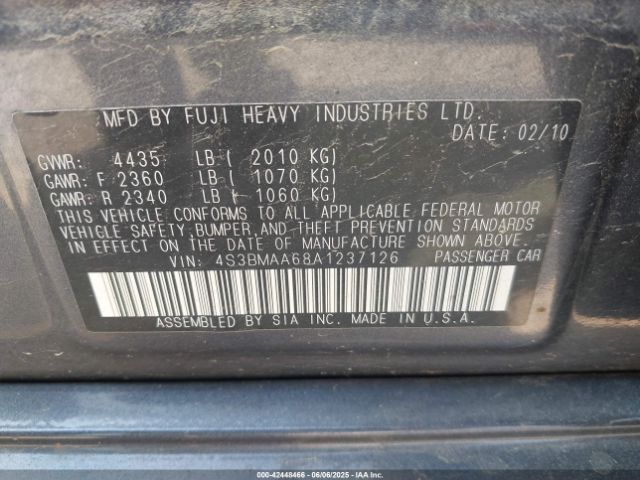 MFD BY FUJI HEAVY INDUSTRIES LTD.
DATE: 02/10
GVWR: 4435 LB ( 2010 KG)
GAWR: F 2360 LB ( 1070 KG)
GAWR: R 2340 LB ( 1060 KG)
THIS VEHICLE CONFORMS TO ALL APPLICABLE FEDERAL MOTOR
VEHICLE SAFETY, BUMPER, AND THEFT PREVENTION STANDARDS
IN EFFECT ON THE DATE OF MANUFACTURE SHOWN ABOVE.
VIN: 4S3BMAA68A1237126 PASSENGER CAR
ASSEMBLED BY SIA INC. MADE IN U.S.A.
000-42448466 - 06/06/2025 - IAA Inc.